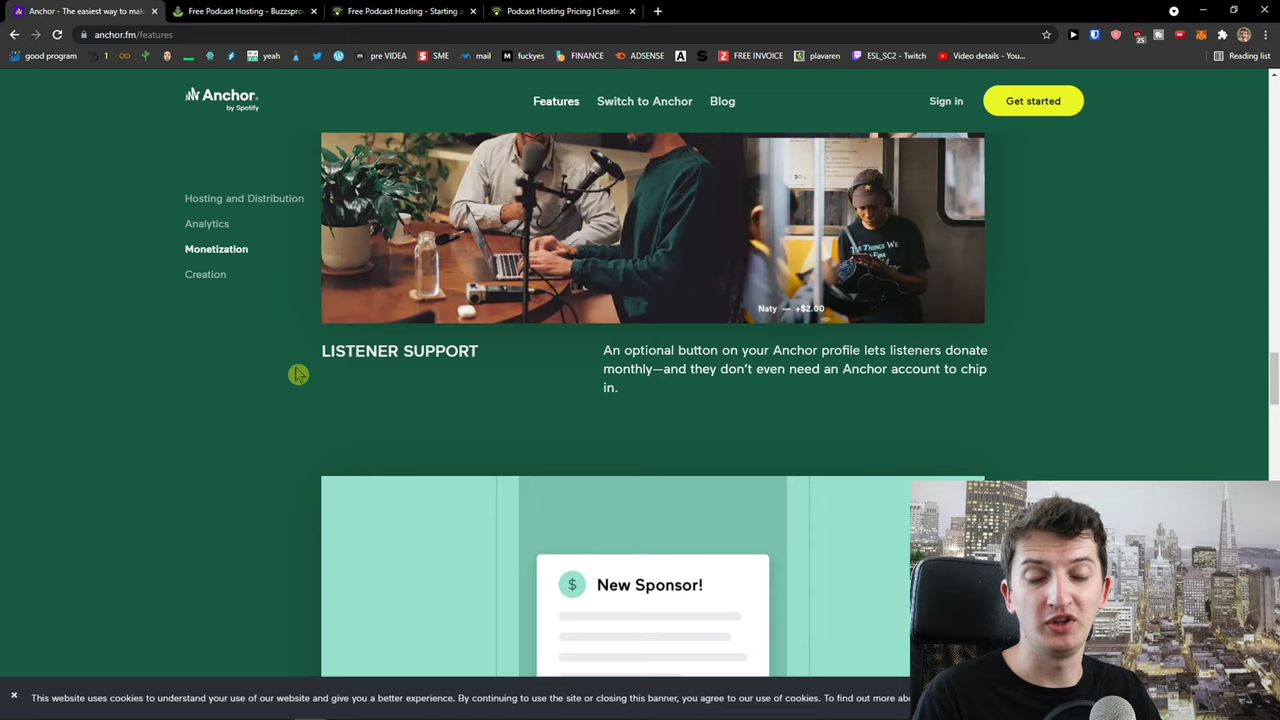 Anchor - The easiest way to mak
Free Podcast Hosting - Buzzspro
Free Podcast Hosting - Starting a
Podcast Hosting Pricing | Create
anchor.fm/features
good program
1
yeah
pre VIDEA
SME
mail
fuckyes
FINANCE
ADSENSE
FREE INVOICE
plavaren
ESL_SC2 - Twitch
Video details - You...
Reading list
Anchor
by Spotify
Features
Switch to Anchor
Blog
Sign in
Get started
Hosting and Distribution
Analytics
Monetization
Creation
THE THINGS WE
Naty — +$2.00
LISTENER SUPPORT
An optional button on your Anchor profile lets listeners donate
monthly—and they don't even need an Anchor account to chip
in.
$ New Sponsor!
This website uses cookies to understand your use of our website and give you a better experience. By continuing to use the site or closing this banner, you agree to our use of cookies. To find out more abo